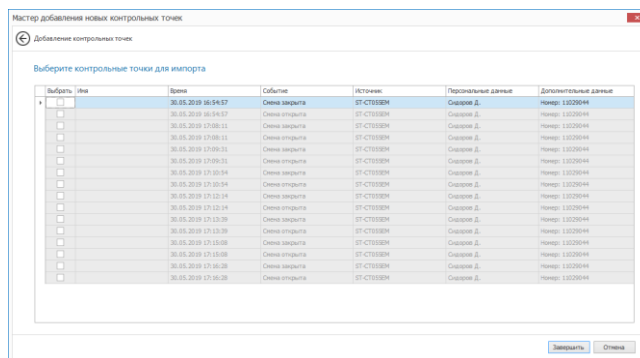 Мастер добавления новых контрольных точек
Добавление контрольных точек
Выберите контрольные точки для импорта
Выбрать Имя Время Событие Источник Персональные данные Дополнительные данные
30.05.2019 16:54:57 Смена закрыта ST-CT05SEM Сидоров Д. Номер: 11029044
30.05.2019 16:54:57 Смена открыта ST-CT05SEM Сидоров Д. Номер: 11029044
30.05.2019 17:08:11 Смена закрыта ST-CT05SEM Сидоров Д. Номер: 11029044
30.05.2019 17:08:11 Смена открыта ST-CT05SEM Сидоров Д. Номер: 11029044
30.05.2019 17:09:31 Смена закрыта ST-CT05SEM Сидоров Д. Номер: 11029044
30.05.2019 17:09:31 Смена открыта ST-CT05SEM Сидоров Д. Номер: 11029044
30.05.2019 17:10:54 Смена закрыта ST-CT05SEM Сидоров Д. Номер: 11029044
30.05.2019 17:10:54 Смена открыта ST-CT05SEM Сидоров Д. Номер: 11029044
30.05.2019 17:12:14 Смена закрыта ST-CT05SEM Сидоров Д. Номер: 11029044
30.05.2019 17:12:14 Смена открыта ST-CT05SEM Сидоров Д. Номер: 11029044
30.05.2019 17:13:39 Смена закрыта ST-CT05SEM Сидоров Д. Номер: 11029044
30.05.2019 17:13:39 Смена открыта ST-CT05SEM Сидоров Д. Номер: 11029044
30.05.2019 17:15:08 Смена закрыта ST-CT05SEM Сидоров Д. Номер: 11029044
30.05.2019 17:15:08 Смена открыта ST-CT05SEM Сидоров Д. Номер: 11029044
30.05.2019 17:16:28 Смена закрыта ST-CT05SEM Сидоров Д. Номер: 11029044
30.05.2019 17:16:28 Смена открыта ST-CT05SEM Сидоров Д. Номер: 11029044
Завершить Отмена